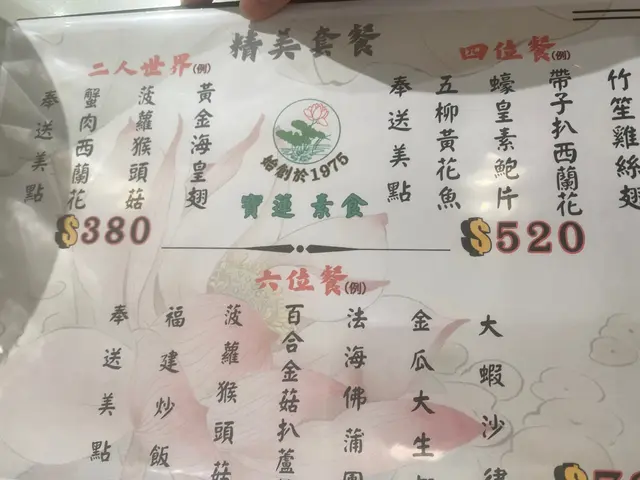 精美套餐
二人世界(例)
黃金海皇翅
菠蘿猴頭菇
蟹肉西蘭花
奉送美點
$380
始創於1975
寶蓮素食
四位餐(例)
竹笙雞絲翅
帶子扒西蘭花
蠔皇素鮑片
五柳黃花魚
奉送美點
$520
六位餐(例)
大蝦沙律
金瓜大生
法海佛蒲團
百合金菇扒蘆
菠蘿猴頭菇
福建炒飯
奉送美點